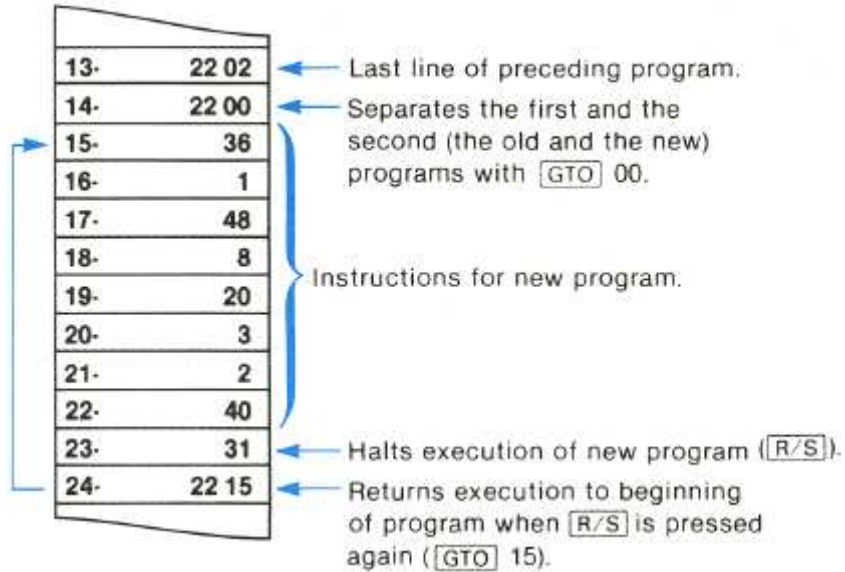 13- 22 02 Last line of preceding program.
14- 22 00 Separates the first and the
15- 36 second (the old and the new)
16- 1 programs with GTO 00.
17- 48
18- 8
Instructions for new program.
19- 20
20- 3
21- 2
22- 40
23- 31 Halts execution of new program (R/S).
24- 22 15 Returns execution to beginning
of program when R/S is pressed
again (GTO 15).